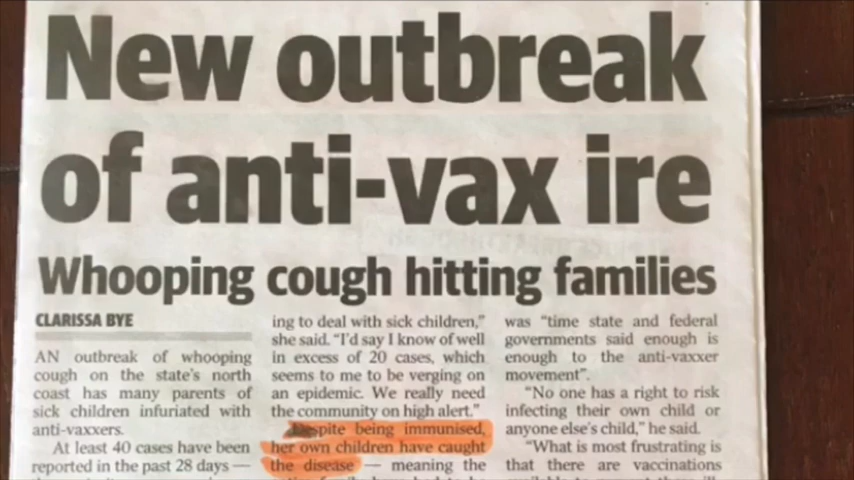 New outbreak
of anti-vax ire
Whooping cough hitting families
CLARISSA BYE
AN outbreak of whooping
cough on the state's north
coast has many parents of
sick children infuriated with
anti-vaxxers.
At least 40 cases have been
reported in the past 28 days —
ing to deal with sick children,"
she said. "I'd say I know of well
in excess of 20 cases, which
seems to me to be verging on
an epidemic. We really need
the community on high alert."
Despite being immunised,
her own children have caught
the disease — meaning the
was "time state and federal
governments said enough is
enough to the anti-vaxxer
movement".
"No one has a right to risk
infecting their own child or
anyone else's child," he said.
"What is most frustrating is
that there are vaccinations